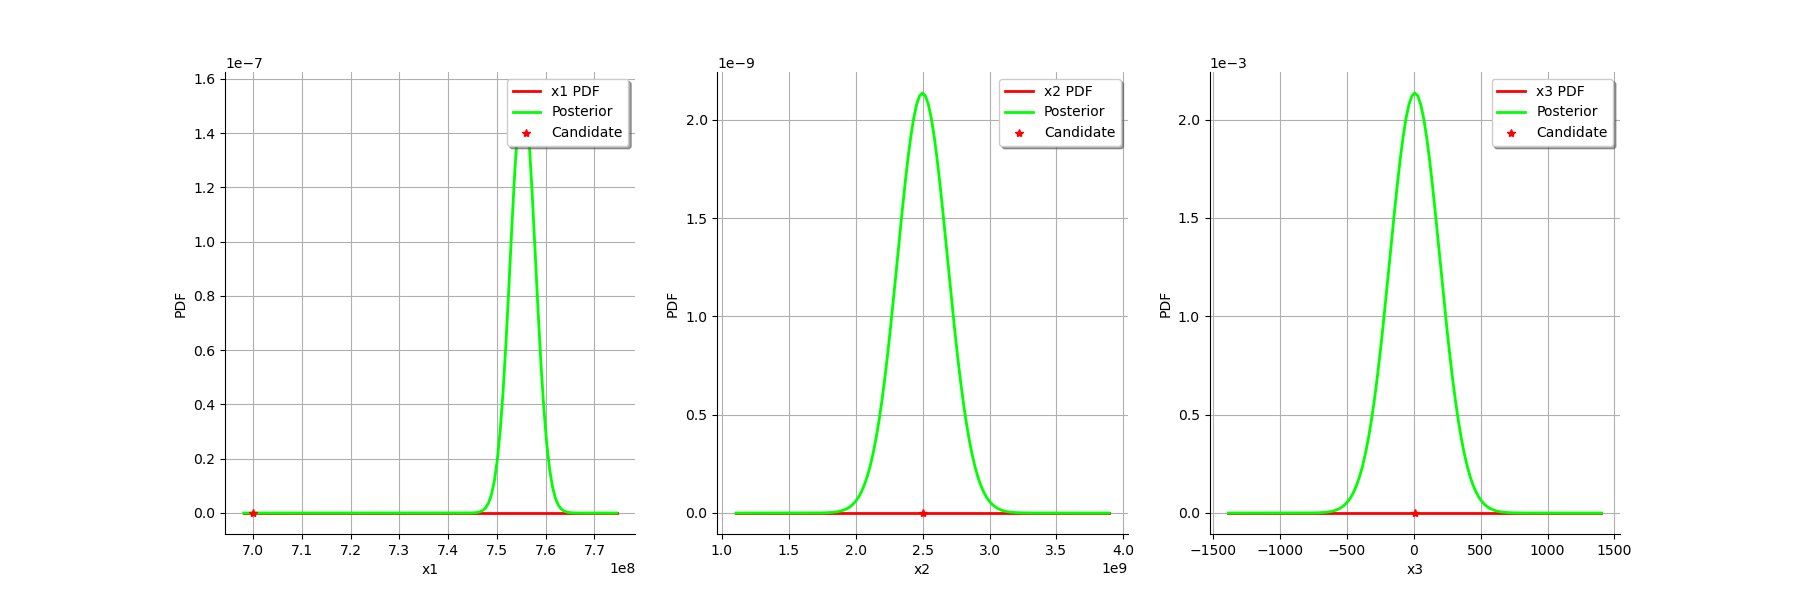 1e−7
1.6
1.4
1.2
1.0
0.8
0.6
0.4
0.2
0.0
PDF
x1 PDF
Posterior
Candidate
7.0 7.1 7.2 7.3 7.4 7.5 7.6 7.7
x1
1e8
1e−9
2.0
1.5
1.0
0.5
0.0
PDF
x2 PDF
Posterior
Candidate
1.0 1.5 2.0 2.5 3.0 3.5 4.0
x2
1e9
1e−3
2.0
1.5
1.0
0.5
0.0
PDF
x3 PDF
Posterior
Candidate
−1500 −1000 −500 0 500 1000 1500
x3